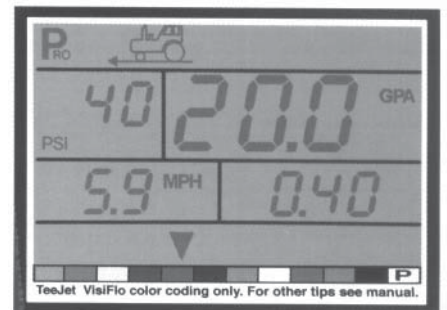 PRO
40 20.0 GPA
PSI
5.9 MPH 0.40
P
TeeJet VisiFlo color coding only. For other tips see manual.